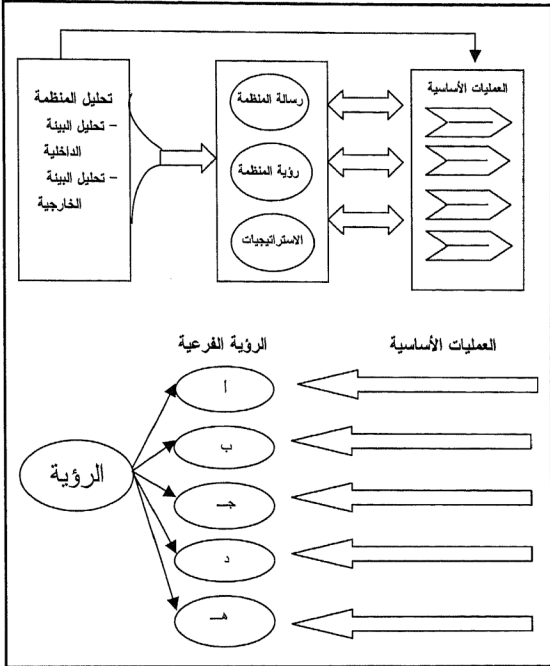 العمليات الأساسية
رسالة المنظمة
رؤية المنظمة
الاستراتيجيات
تحليل المنظمة
– تحليل البيئة
الداخلية
– تحليل البيئة
الخارجية
العمليات الأساسية
الرؤية الفرعية
أ
ب
جـ
د
هـ
الرؤية